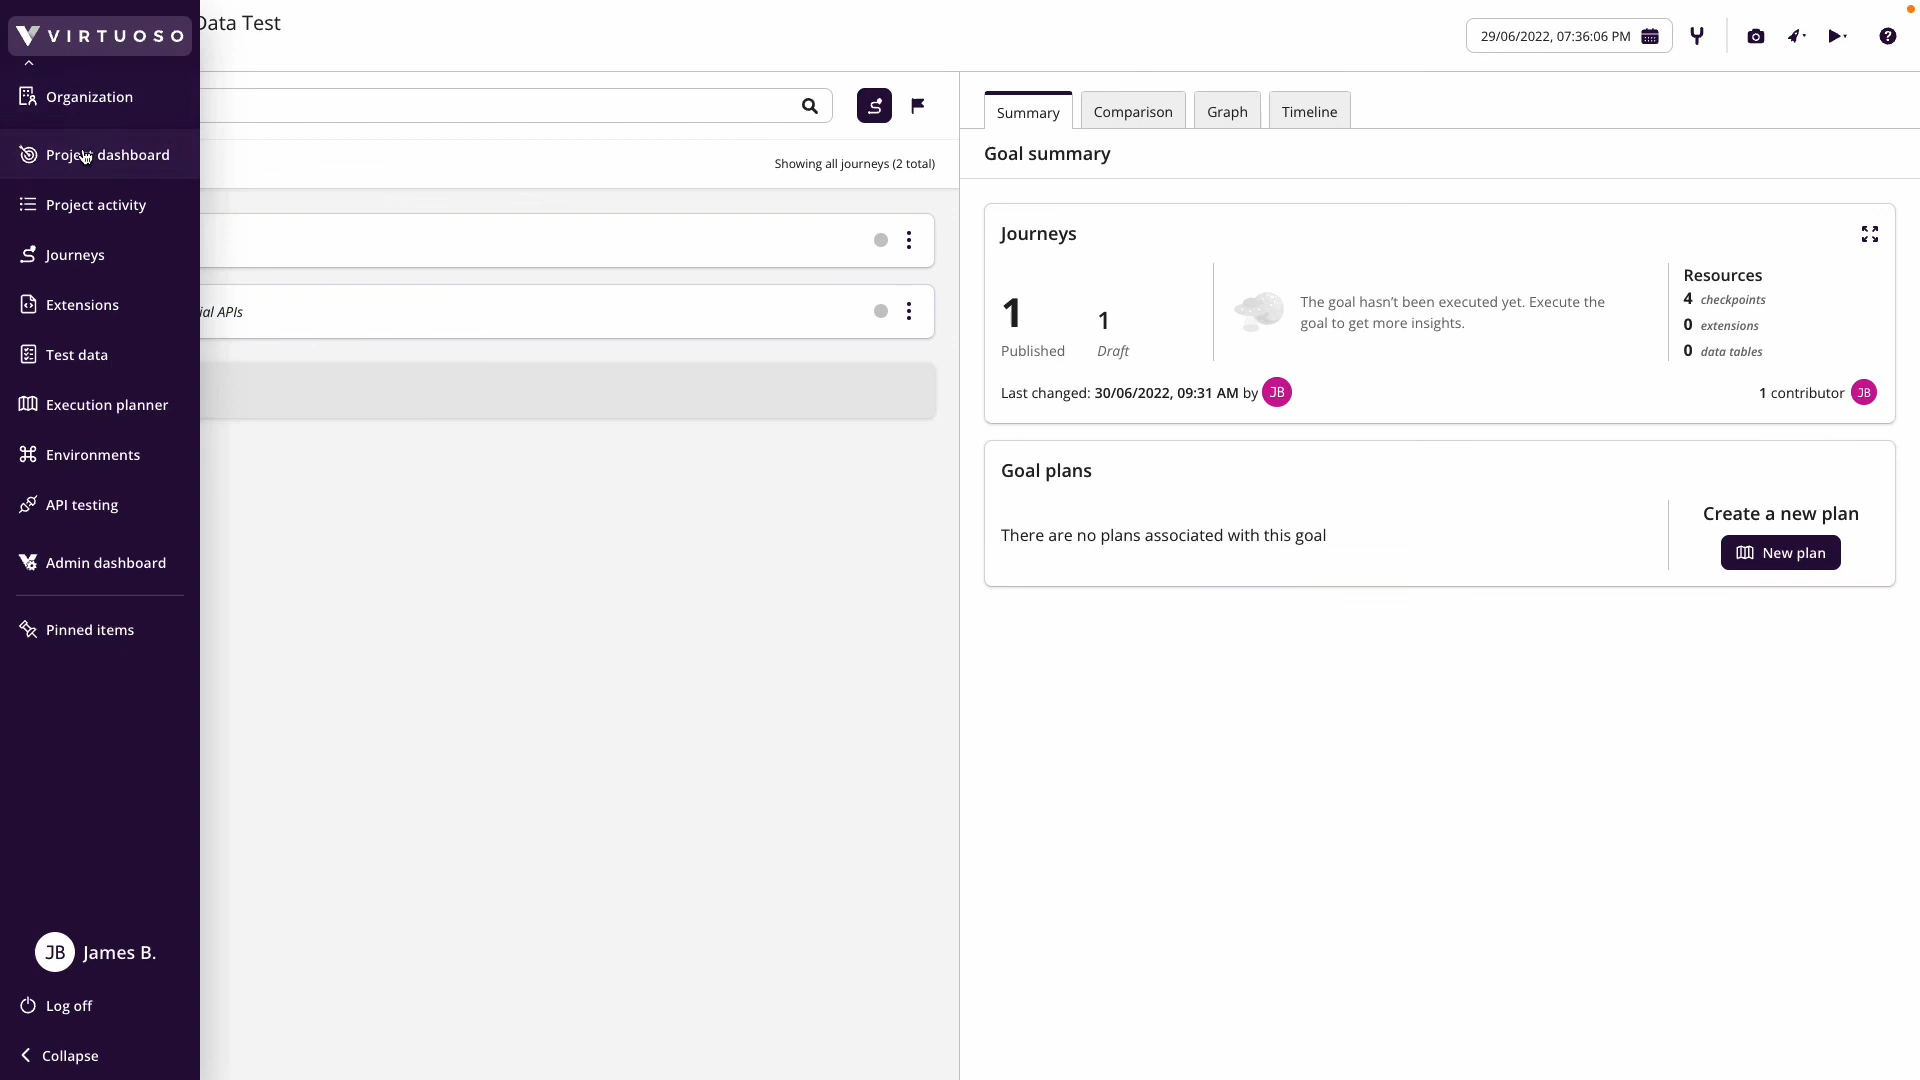 VIRTUOSO
Data Test
29/06/2022, 07:36:06 PM
Organization
Project dashboard
Project activity
Journeys
Extensions
Test data
Execution planner
Environments
API testing
Admin dashboard
Pinned items
JB James B.
Log off
Collapse
Showing all journeys (2 total)
APIs
Summary
Comparison
Graph
Timeline
Goal summary
Journeys
1
Published
1
Draft
The goal hasn't been executed yet. Execute the
goal to get more insights.
Resources
4 checkpoints
0 extensions
0 data tables
Last changed: 30/06/2022, 09:31 AM by JB
1 contributor JB
Goal plans
There are no plans associated with this goal
Create a new plan
New plan